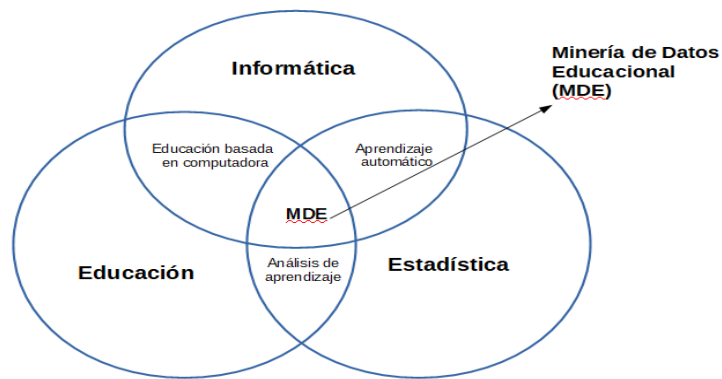 Informática
Minería de Datos
Educacional
(MDE)
Educación basada
en computadora
Aprendizaje
automático
MDE
Educación
Análisis de
aprendizaje
Estadística